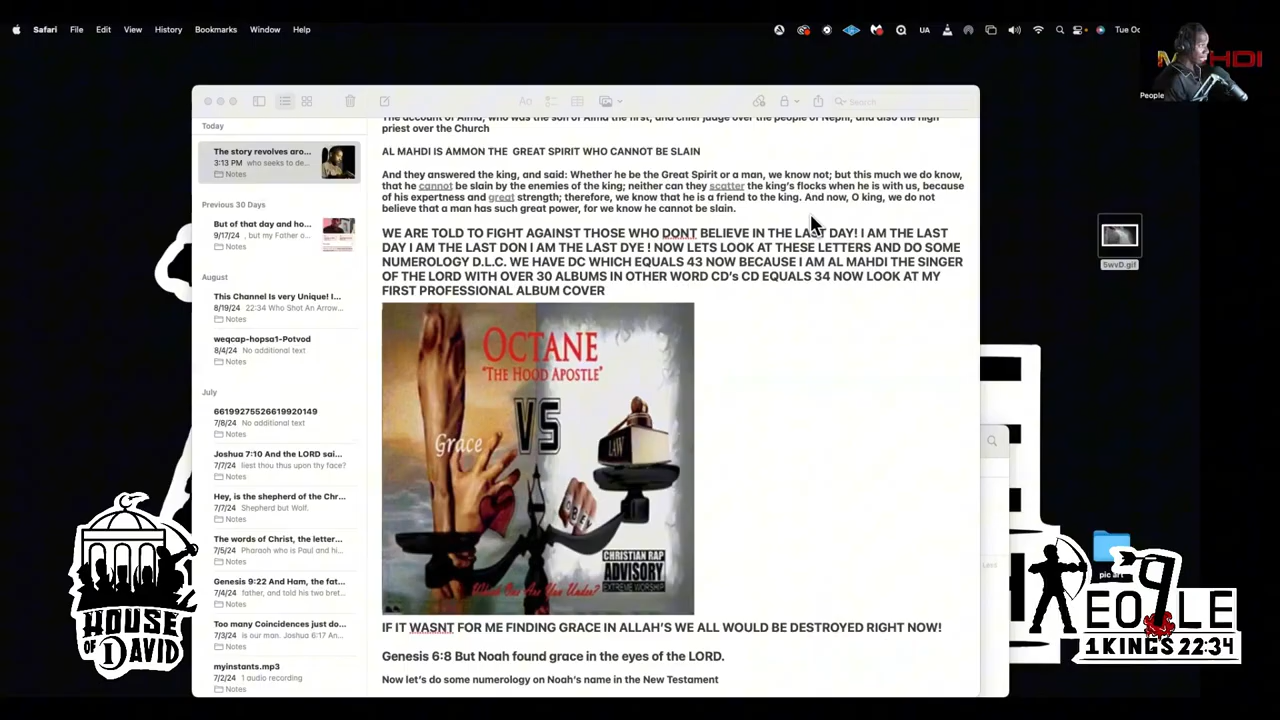 Safari File Edit View History Bookmarks Window Help
UA
Tue Oc
People
Search
Today
The story revolves aro...
3:13 PM who seeks to de...
Notes
Previous 30 Days
But of that day and ho...
9/17/24 , but my Father o...
Notes
August
This Channel Is very Unique! I...
8/19/24 22:34 Who Shot An Arrow...
Notes
weqcap-hopsa1-Potvod
8/4/24 No additional text
Notes
July
66199275526619920149
7/8/24 No additional text
Notes
Joshua 7:10 And the LORD sai...
7/7/24 liest thou thus upon thy face?
Notes
Hey, is the shepherd of the Chr...
7/7/24 Shepherd but Wolf.
Notes
The words of Christ, the letter...
7/5/24 Pharaoh who is Paul and hi...
Notes
Genesis 9:22 And Ham, the fat...
7/4/24 father, and told his two bret...
Notes
Too many Coincidences just do...
7/3/24 is our man. Joshua 6:17 An...
Notes
myinstants.mp3
7/2/24 1 audio recording
Notes
The account of Alma, who was the son of Alma the first, and chief judge over the people of Nephi, and also the high
priest over the Church
AL MAHDI IS AMMON THE GREAT SPIRIT WHO CANNOT BE SLAIN
And they answered the king, and said: Whether he be the Great Spirit or a man, we know not; but this much we do know,
that he cannot be slain by the enemies of the king; neither can they scatter the king's flocks when he is with us, because
of his expertness and great strength; therefore, we know that he is a friend to the king. And now, O king, we do not
believe that a man has such great power, for we know he cannot be slain.
WE ARE TOLD TO FIGHT AGAINST THOSE WHO DONT BELIEVE IN THE LAST DAY! I AM THE LAST
DAY I AM THE LAST DON I AM THE LAST DYE ! NOW LETS LOOK AT THESE LETTERS AND DO SOME
NUMEROLOGY D.L.C. WE HAVE DC WHICH EQUALS 43 NOW BECAUSE I AM AL MAHDI THE SINGER
OF THE LORD WITH OVER 30 ALBUMS IN OTHER WORD CD's CD EQUALS 34 NOW LOOK AT MY
FIRST PROFESSIONAL ALBUM COVER
OCTANE
"THE HOOD APOSTLE"
VS
Grace
LAW
CHRISTIAN RAP
ADVISORY
EXTREME WORSHIP
Which One Are You Under?
IF IT WASNT FOR ME FINDING GRACE IN ALLAH'S WE ALL WOULD BE DESTROYED RIGHT NOW!
Genesis 6:8 But Noah found grace in the eyes of the LORD.
Now let's do some numerology on Noah's name in the New Testament
5wvD.gif
HOUSE
OF DAVID
1 KINGS 22:34